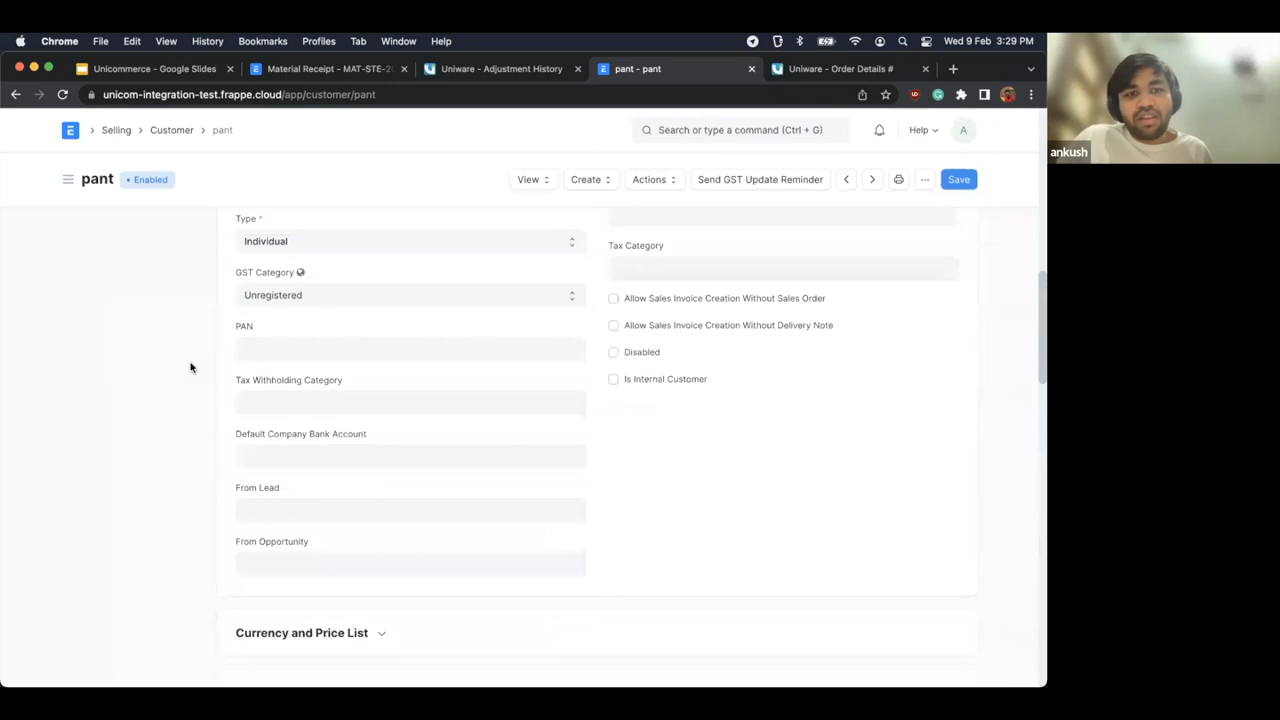 Chrome File Edit View History Bookmarks Profiles Tab Window Help Wed 9 Feb 3:29 PM
Unicommerce - Google Slides Material Receipt - MAT-STE-2 Uniware - Adjustment History pant - pant Uniware - Order Details #
unicom-integration-test.frappe.cloud/app/customer/pant
E Selling Customer pant Search or type a command (Ctrl + G) Help A
pant Enabled View Create Actions Send GST Update Reminder ... Save
Type *
Individual
GST Category
Unregistered
PAN
Tax Withholding Category
Default Company Bank Account
From Lead
From Opportunity
Tax Category
Allow Sales Invoice Creation Without Sales Order
Allow Sales Invoice Creation Without Delivery Note
Disabled
Is Internal Customer
Currency and Price List
ankush